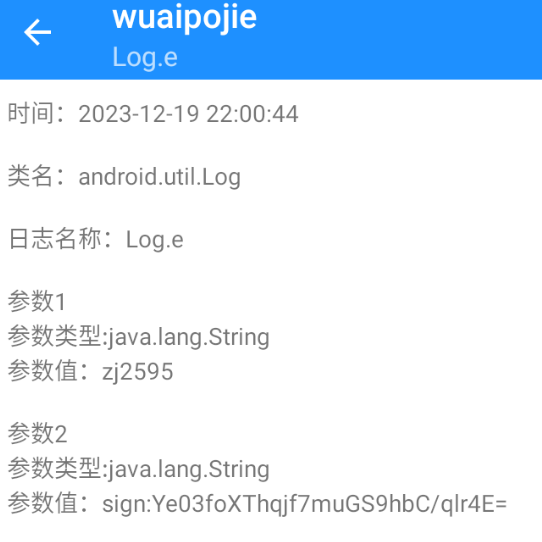 wuaipojie
Log.e
时间：2023-12-19 22:00:44
类名：android.util.Log
日志名称：Log.e
参数1
参数类型:java.lang.String
参数值：zj2595
参数2
参数类型:java.lang.String
参数值：sign:Ye03foXThqjf7muGS9hbC/qlr4E=